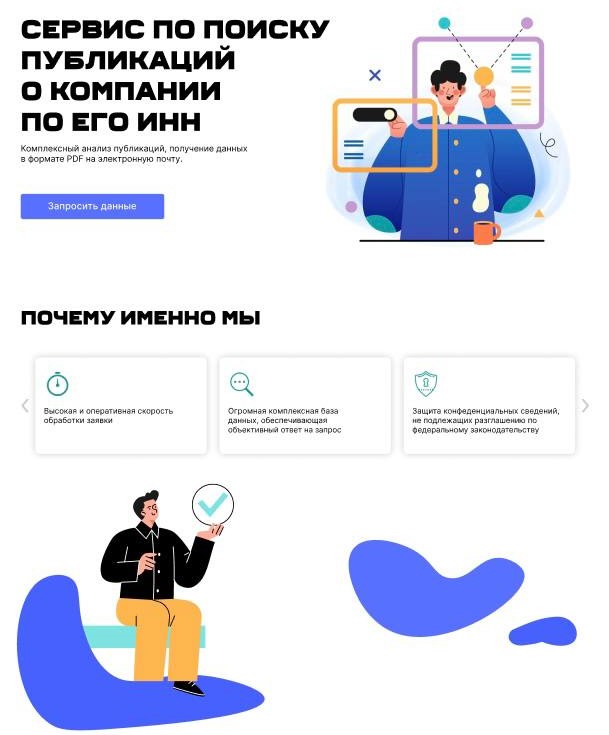 СЕРВИС ПО ПОИСКУ
ПУБЛИКАЦИЙ
О КОМПАНИИ
ПО ЕГО ИНН
Комплексный анализ публикаций, получение данных
в формате PDF на электронную почту.
Запросить данные
ПОЧЕМУ ИМЕННО МЫ
Высокая и оперативная скорость
обработки заявки
Огромная комплексная база
данных, обеспечивающая
объективный ответ на запрос
Защита конфеденциальных сведений,
не подлежащих разглашению по
федеральному законодательству